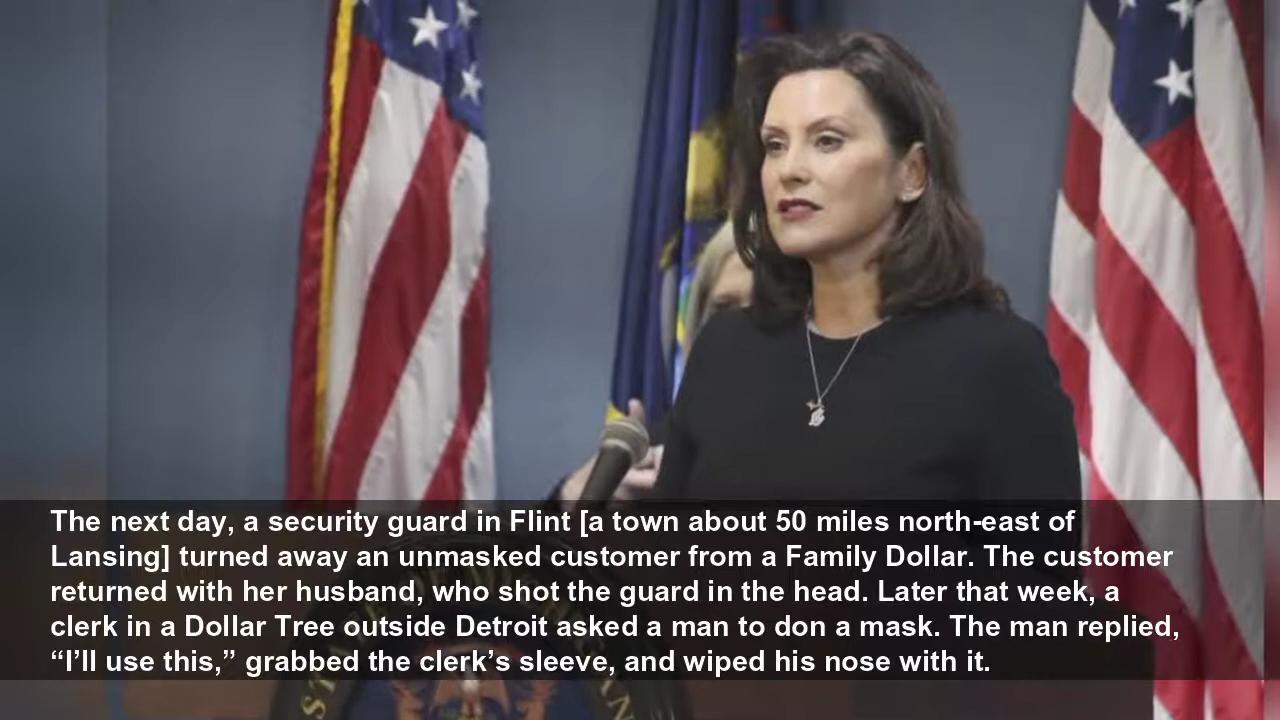 The next day, a security guard in Flint [a town about 50 miles north-east of
Lansing] turned away an unmasked customer from a Family Dollar. The customer
returned with her husband, who shot the guard in the head. Later that week, a
clerk in a Dollar Tree outside Detroit asked a man to don a mask. The man replied,
“I’ll use this,” grabbed the clerk’s sleeve, and wiped his nose with it.